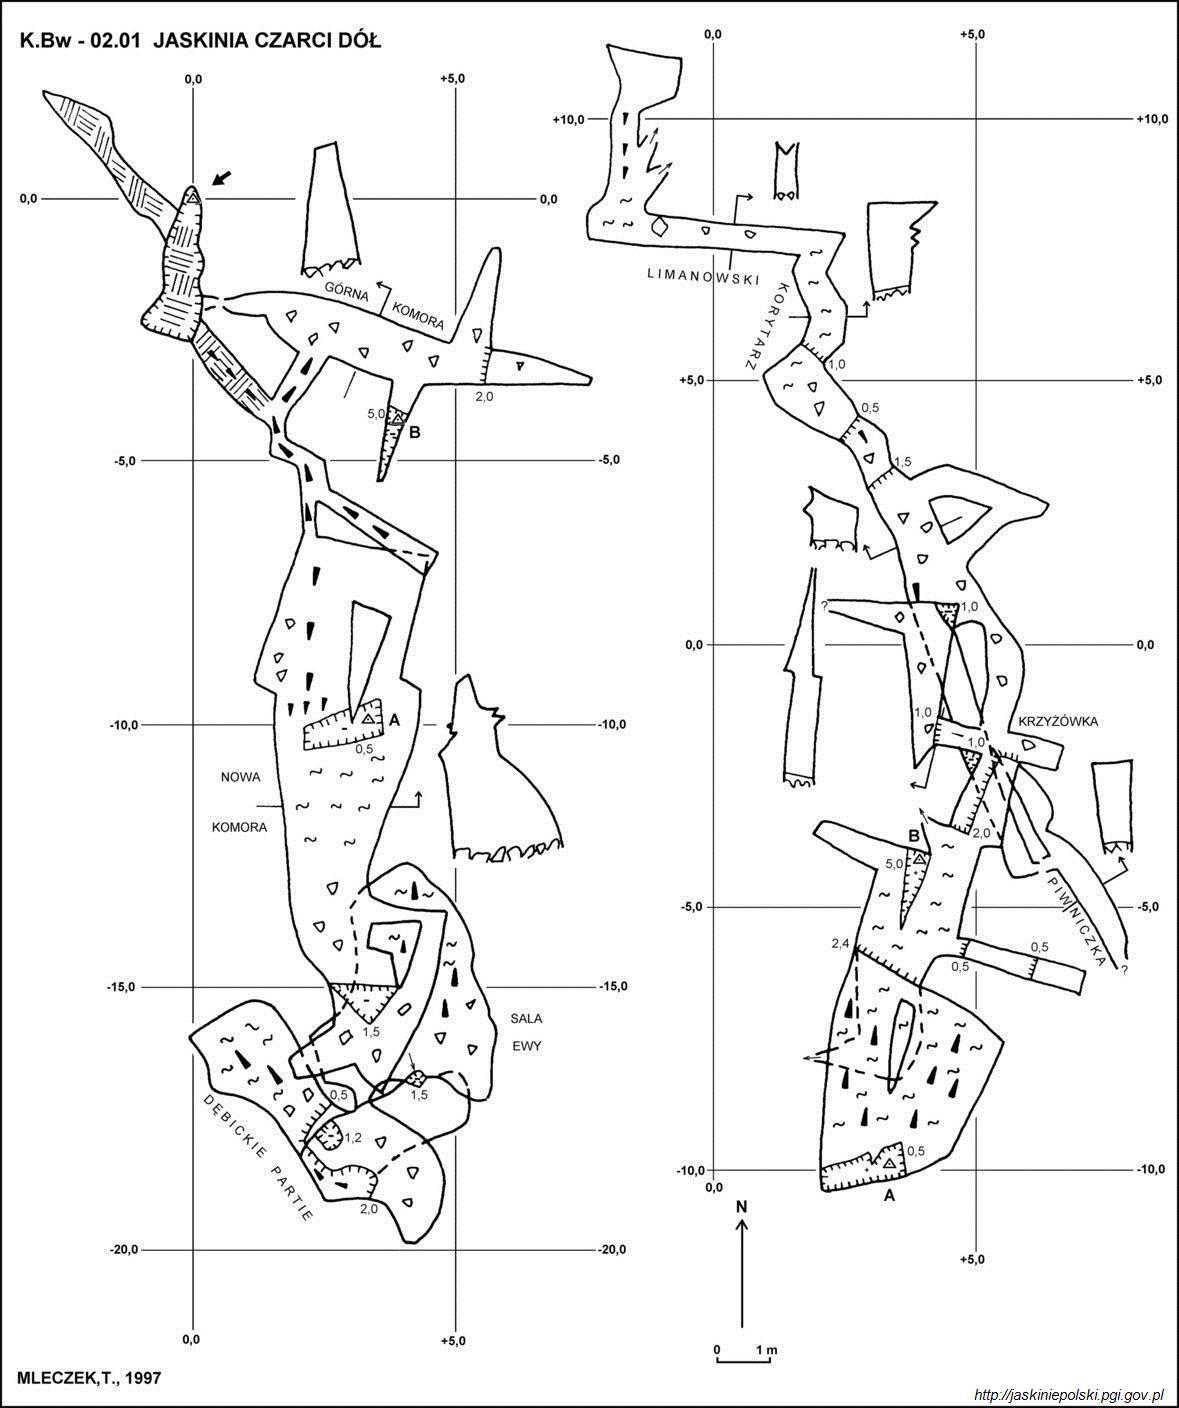 K.Bw - 02.01 JASKINIA CZARCI DÓŁ
0,0
+5,0
0,0
+5,0
+10,0
+10,0
0,0
0,0
GÓRNA
KOMORA
LIMANOWSKI
KORYTARZ
1,0
+5,0
+5,0
2,0
0,5
5,0
B
-5,0
-5,0
1,5
?
1,0
0,0
0,0
A
-10,0
-10,0
0,5
1,0
KRZYŻÓWKA
1,0
NOWA
KOMORA
2,0
B
5,0
PIWNICZKA
-5,0
-5,0
2,4
0,5
0,5
?
-15,0
-15,0
1,5
SALA
EWY
0,5
1,5
DĘBICKIE PARTIE
1,2
2,0
0,5
-10,0
-10,0
A
0,0
N
-20,0
-20,0
+5,0
0,0
+5,0
0 1 m
MLECZEK,T., 1997
http://jaskiniepolski.pgi.gov.pl